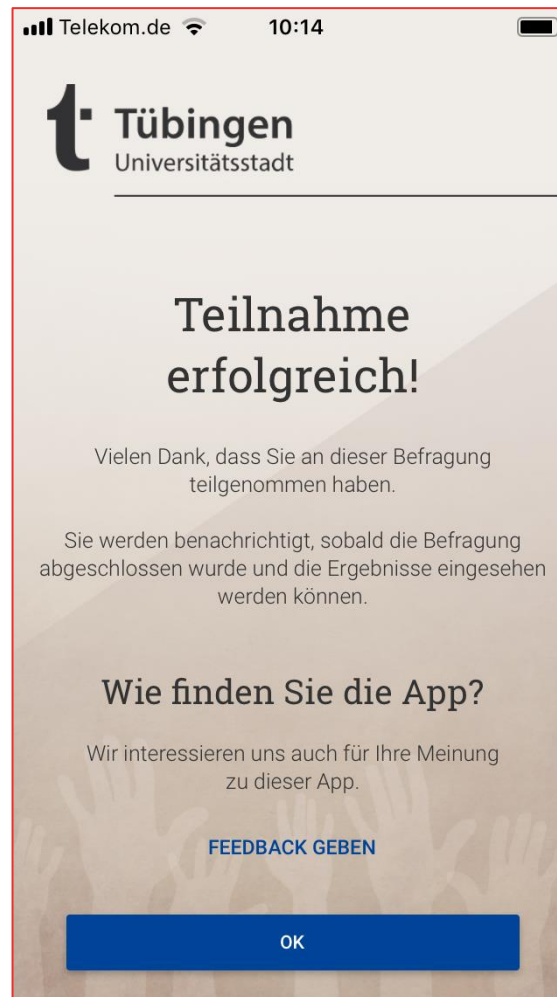 Telekom.de 10:14
Tübingen
Universitätsstadt
Teilnahme
erfolgreich!
Vielen Dank, dass Sie an dieser Befragung
teilgenommen haben.
Sie werden benachrichtigt, sobald die Befragung
abgeschlossen wurde und die Ergebnisse eingesehen
werden können.
Wie finden Sie die App?
Wir interessieren uns auch für Ihre Meinung
zu dieser App.
FEEDBACK GEBEN
OK